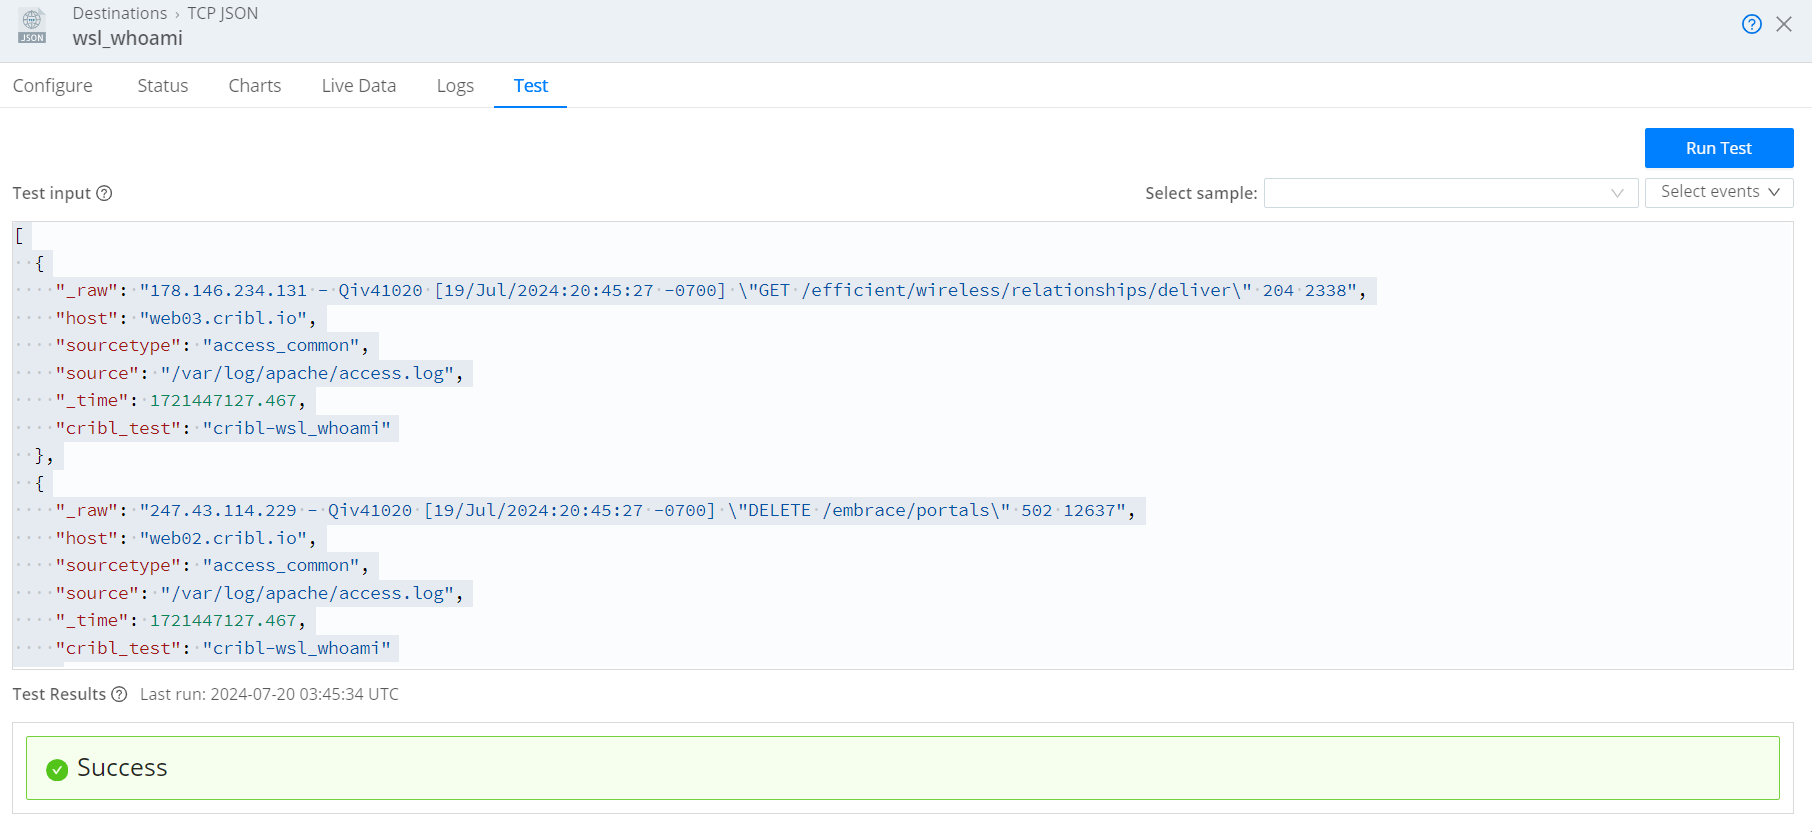 JSON
Destinations › TCP JSON
wsl_whoami
Configure Status Charts Live Data Logs Test
Run Test
Test input
Select sample: Select events
[
  {
    "_raw": "178.146.234.131 - Qiv41020 [19/Jul/2024:20:45:27 -0700] \"GET /efficient/wireless/relationships/deliver\" 204 2338",
    "host": "web03.cribl.io",
    "sourcetype": "access_common",
    "source": "/var/log/apache/access.log",
    "_time": 1721447127.467,
    "cribl_test": "cribl-wsl_whoami"
  },
  {
    "_raw": "247.43.114.229 - Qiv41020 [19/Jul/2024:20:45:27 -0700] \"DELETE /embrace/portals\" 502 12637",
    "host": "web02.cribl.io",
    "sourcetype": "access_common",
    "source": "/var/log/apache/access.log",
    "_time": 1721447127.467,
    "cribl_test": "cribl-wsl_whoami"
Test Results Last run: 2024-07-20 03:45:34 UTC
Success